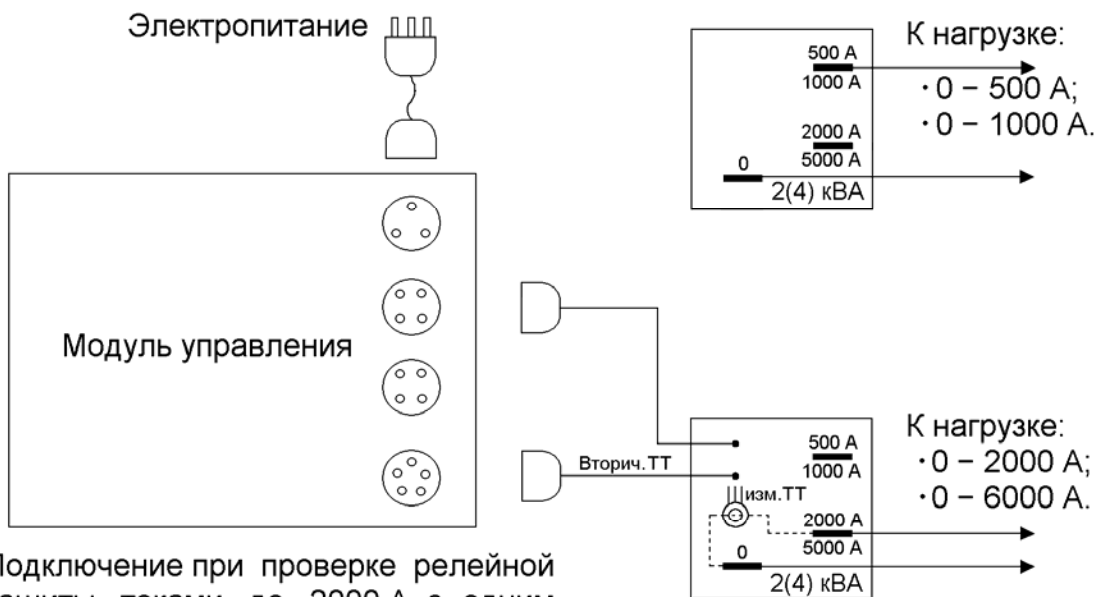 Электропитание
500 А
1000 А
2000 А
5000 А
0
2(4) кВА
К нагрузке:
·0 – 500 А;
·0 – 1000 А.
Модуль управления
Вторич.ТТ
500 А
1000 А
изм.ТТ
2000 А
5000 А
0
2(4) кВА
К нагрузке:
·0 – 2000 А;
·0 – 6000 А.
Подключение при проверке релейной
защиты токами до 2000 А с одним